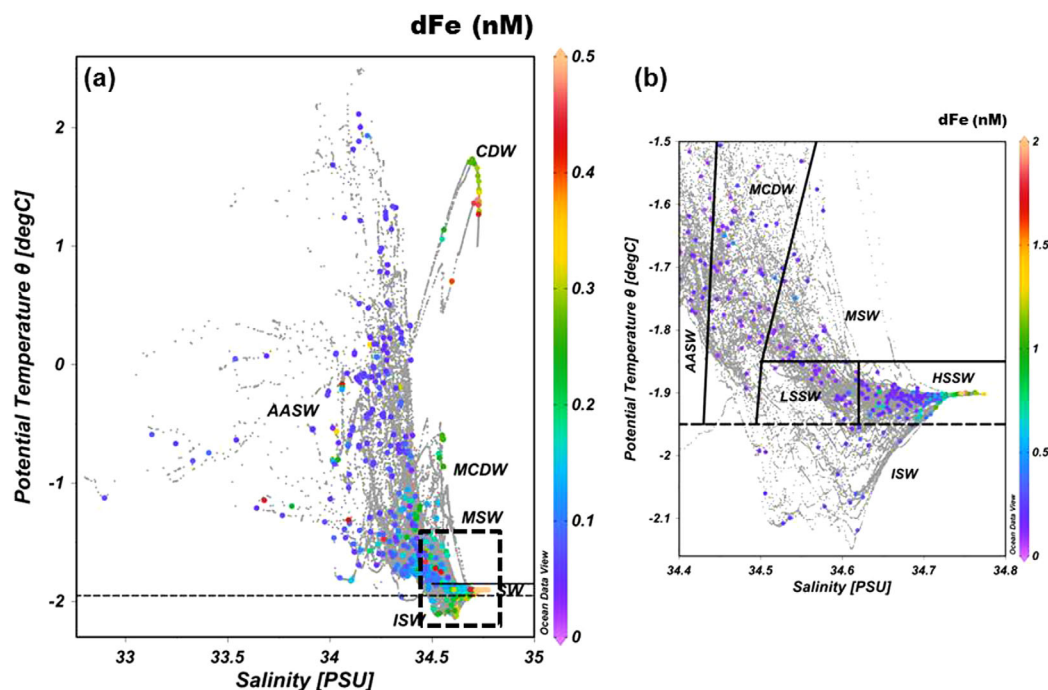 dFe (nM)
(a)
0.5
0.4
0.3
0.2
0.1
0
Potential Temperature θ [degC]
2
1
0
-1
-2
CDW
AASW
MCDW
MSW
SW
ISW
Ocean Data View
33
33.5
34
34.5
35
Salinity [PSU]
(b)
dFe (nM)
2
1.5
1
0.5
0
Potential Temperature θ [degC]
-1.5
-1.6
-1.7
-1.8
-1.9
-2
-2.1
MCDW
MSW
AASW
LSSW
HSSW
ISW
Ocean Data View
34.4
34.5
34.6
34.7
34.8
Salinity [PSU]